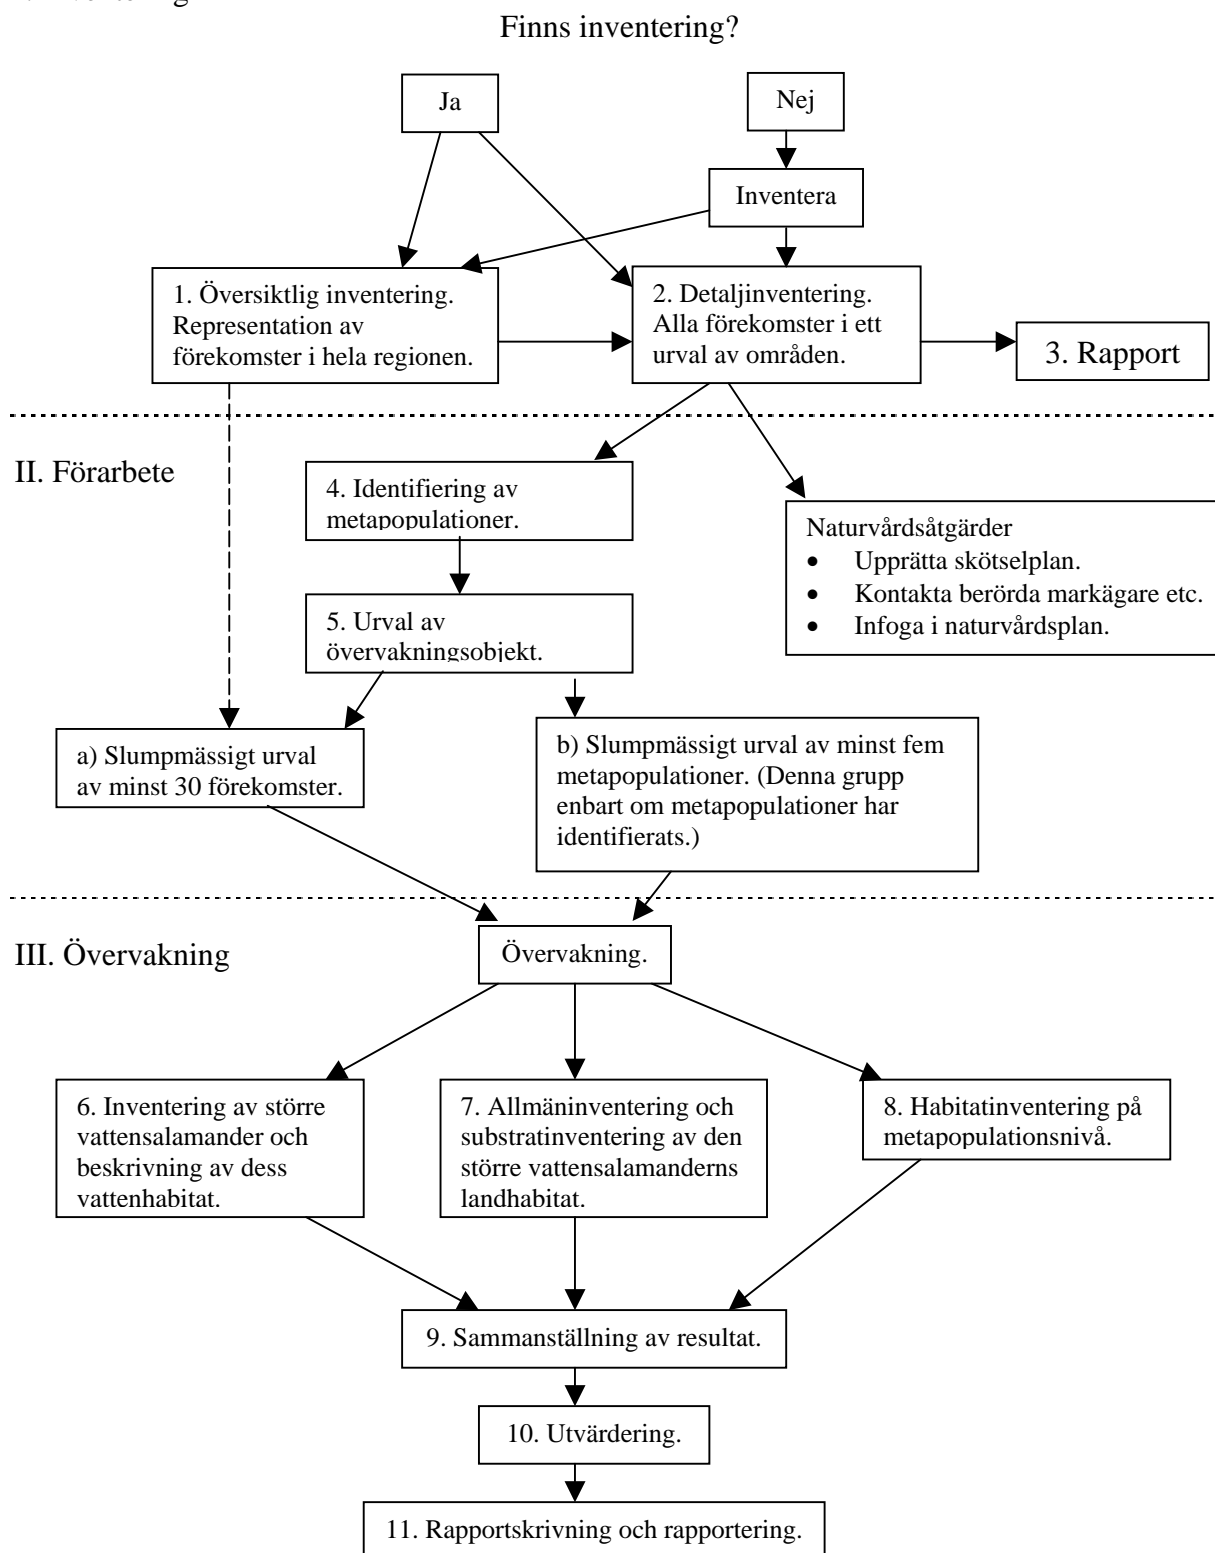 Finns inventering?
Ja
Nej
Inventera
1. Översiktlig inventering.
Representation av
förekomster i hela regionen.
2. Detaljinventering.
Alla förekomster i ett
urval av områden.
3. Rapport
II. Förarbete
4. Identifiering av
metapopulationer.
Naturvårdsåtgärder
• Upprätta skötselplan.
• Kontakta berörda markägare etc.
• Infoga i naturvårdsplan.
5. Urval av
övervakningsobjekt.
a) Slumpmässigt urval
av minst 30 förekomster.
b) Slumpmässigt urval av minst fem
metapopulationer. (Denna grupp
enbart om metapopulationer har
identifierats.)
III. Övervakning
Övervakning.
6. Inventering av större
vattensalamander och
beskrivning av dess
vattenhabitat.
7. Allmäninventering och
substratinventering av den
större vattensalamanderns
landhabitat.
8. Habitatinventering på
metapopulationsnivå.
9. Sammanställning av resultat.
10. Utvärdering.
11. Rapportskrivning och rapportering.